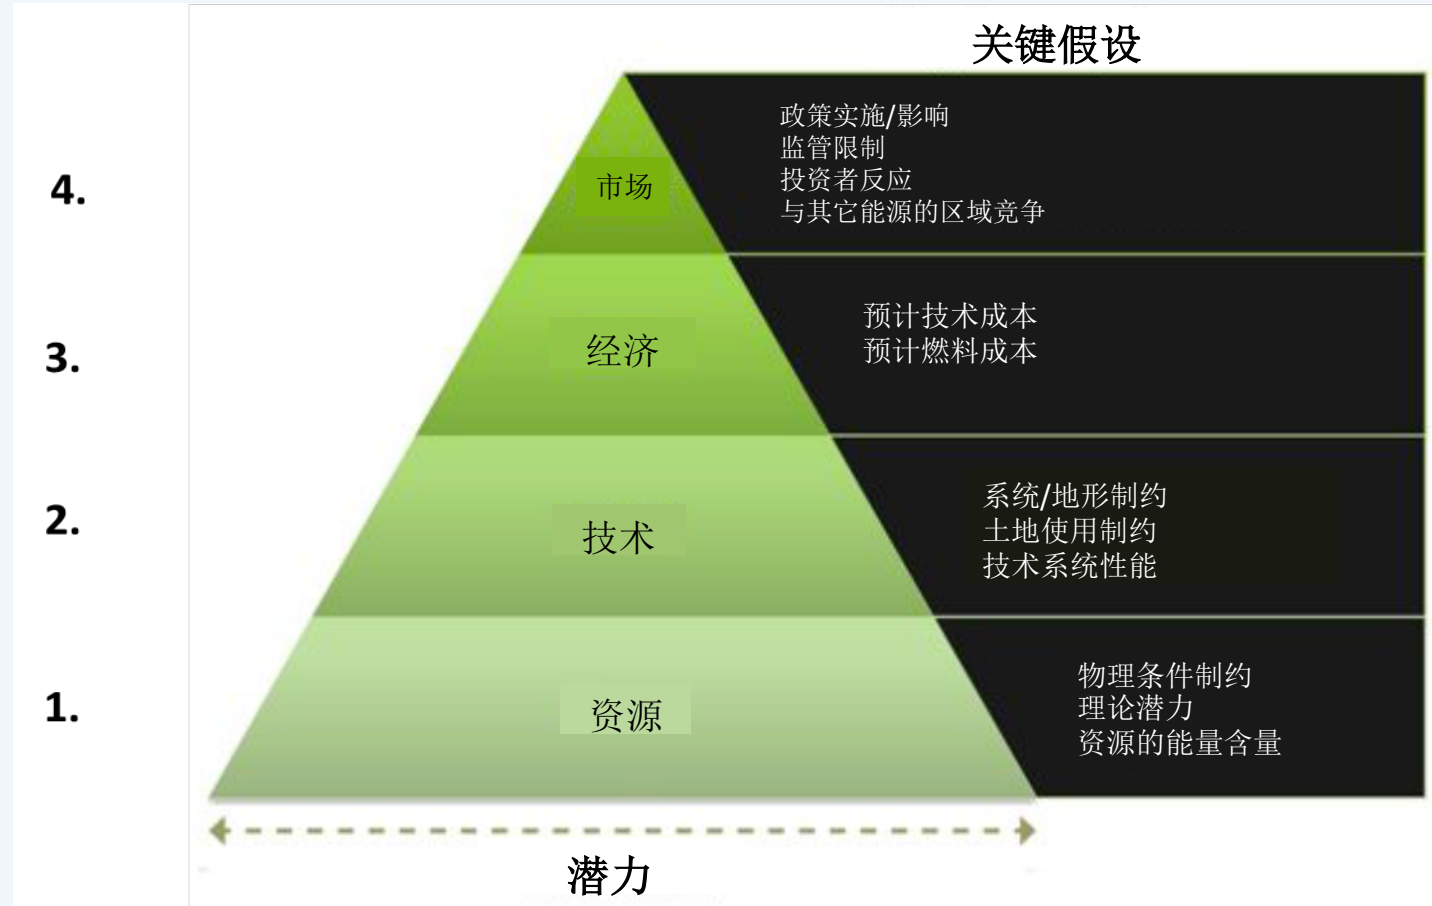 关键假设
4.
市场
政策实施/影响
监管限制
投资者反应
与其它能源的区域竞争
3.
经济
预计技术成本
预计燃料成本
2.
技术
系统/地形制约
土地使用制约
技术系统性能
1.
资源
物理条件制约
理论潜力
资源的能量含量
潜力